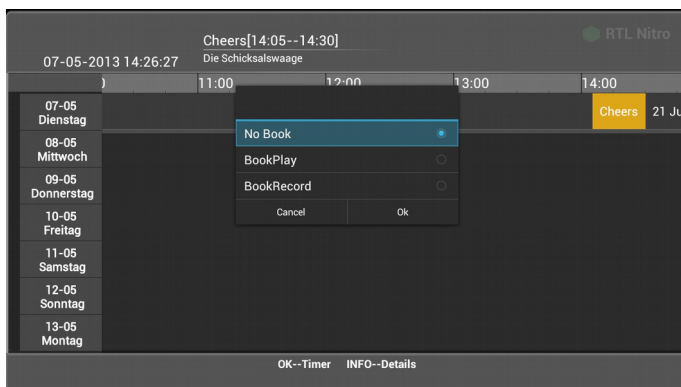 Cheers[14:05--14:30]
RTL Nitro
07-05-2013 14:26:27
Die Schicksalswaage
11:00 12:00 13:00 14:00
07-05
Dienstag
Cheers 21 Ju
No Book
08-05
Mittwoch
BookPlay
09-05
Donnerstag
BookRecord
10-05
Freitag
Cancel Ok
11-05
Samstag
12-05
Sonntag
13-05
Montag
OK--Timer INFO--Details